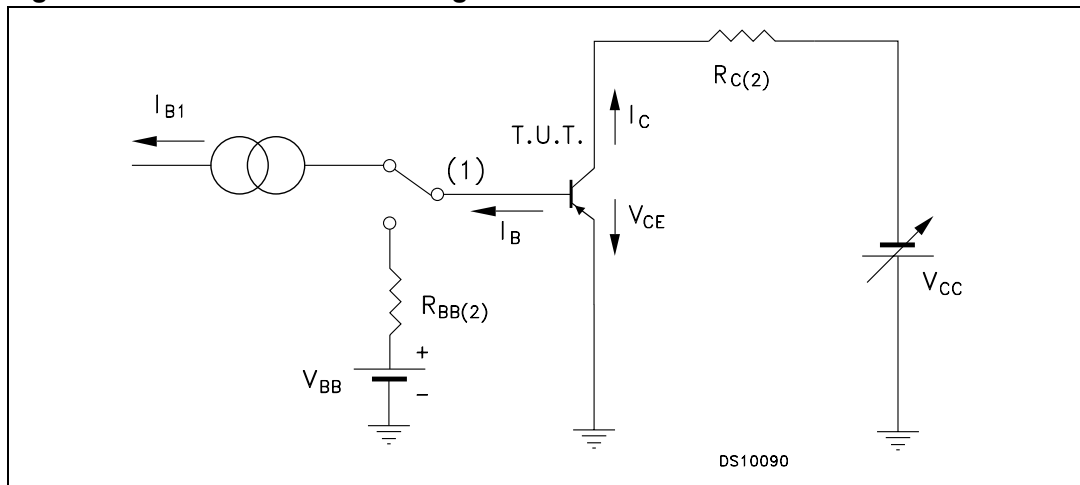 R_C(2)
I_B1
I_C
T.U.T.
(1)
V_CE
I_B
V_CC
R_BB(2)
+
V_BB
−
DS10090